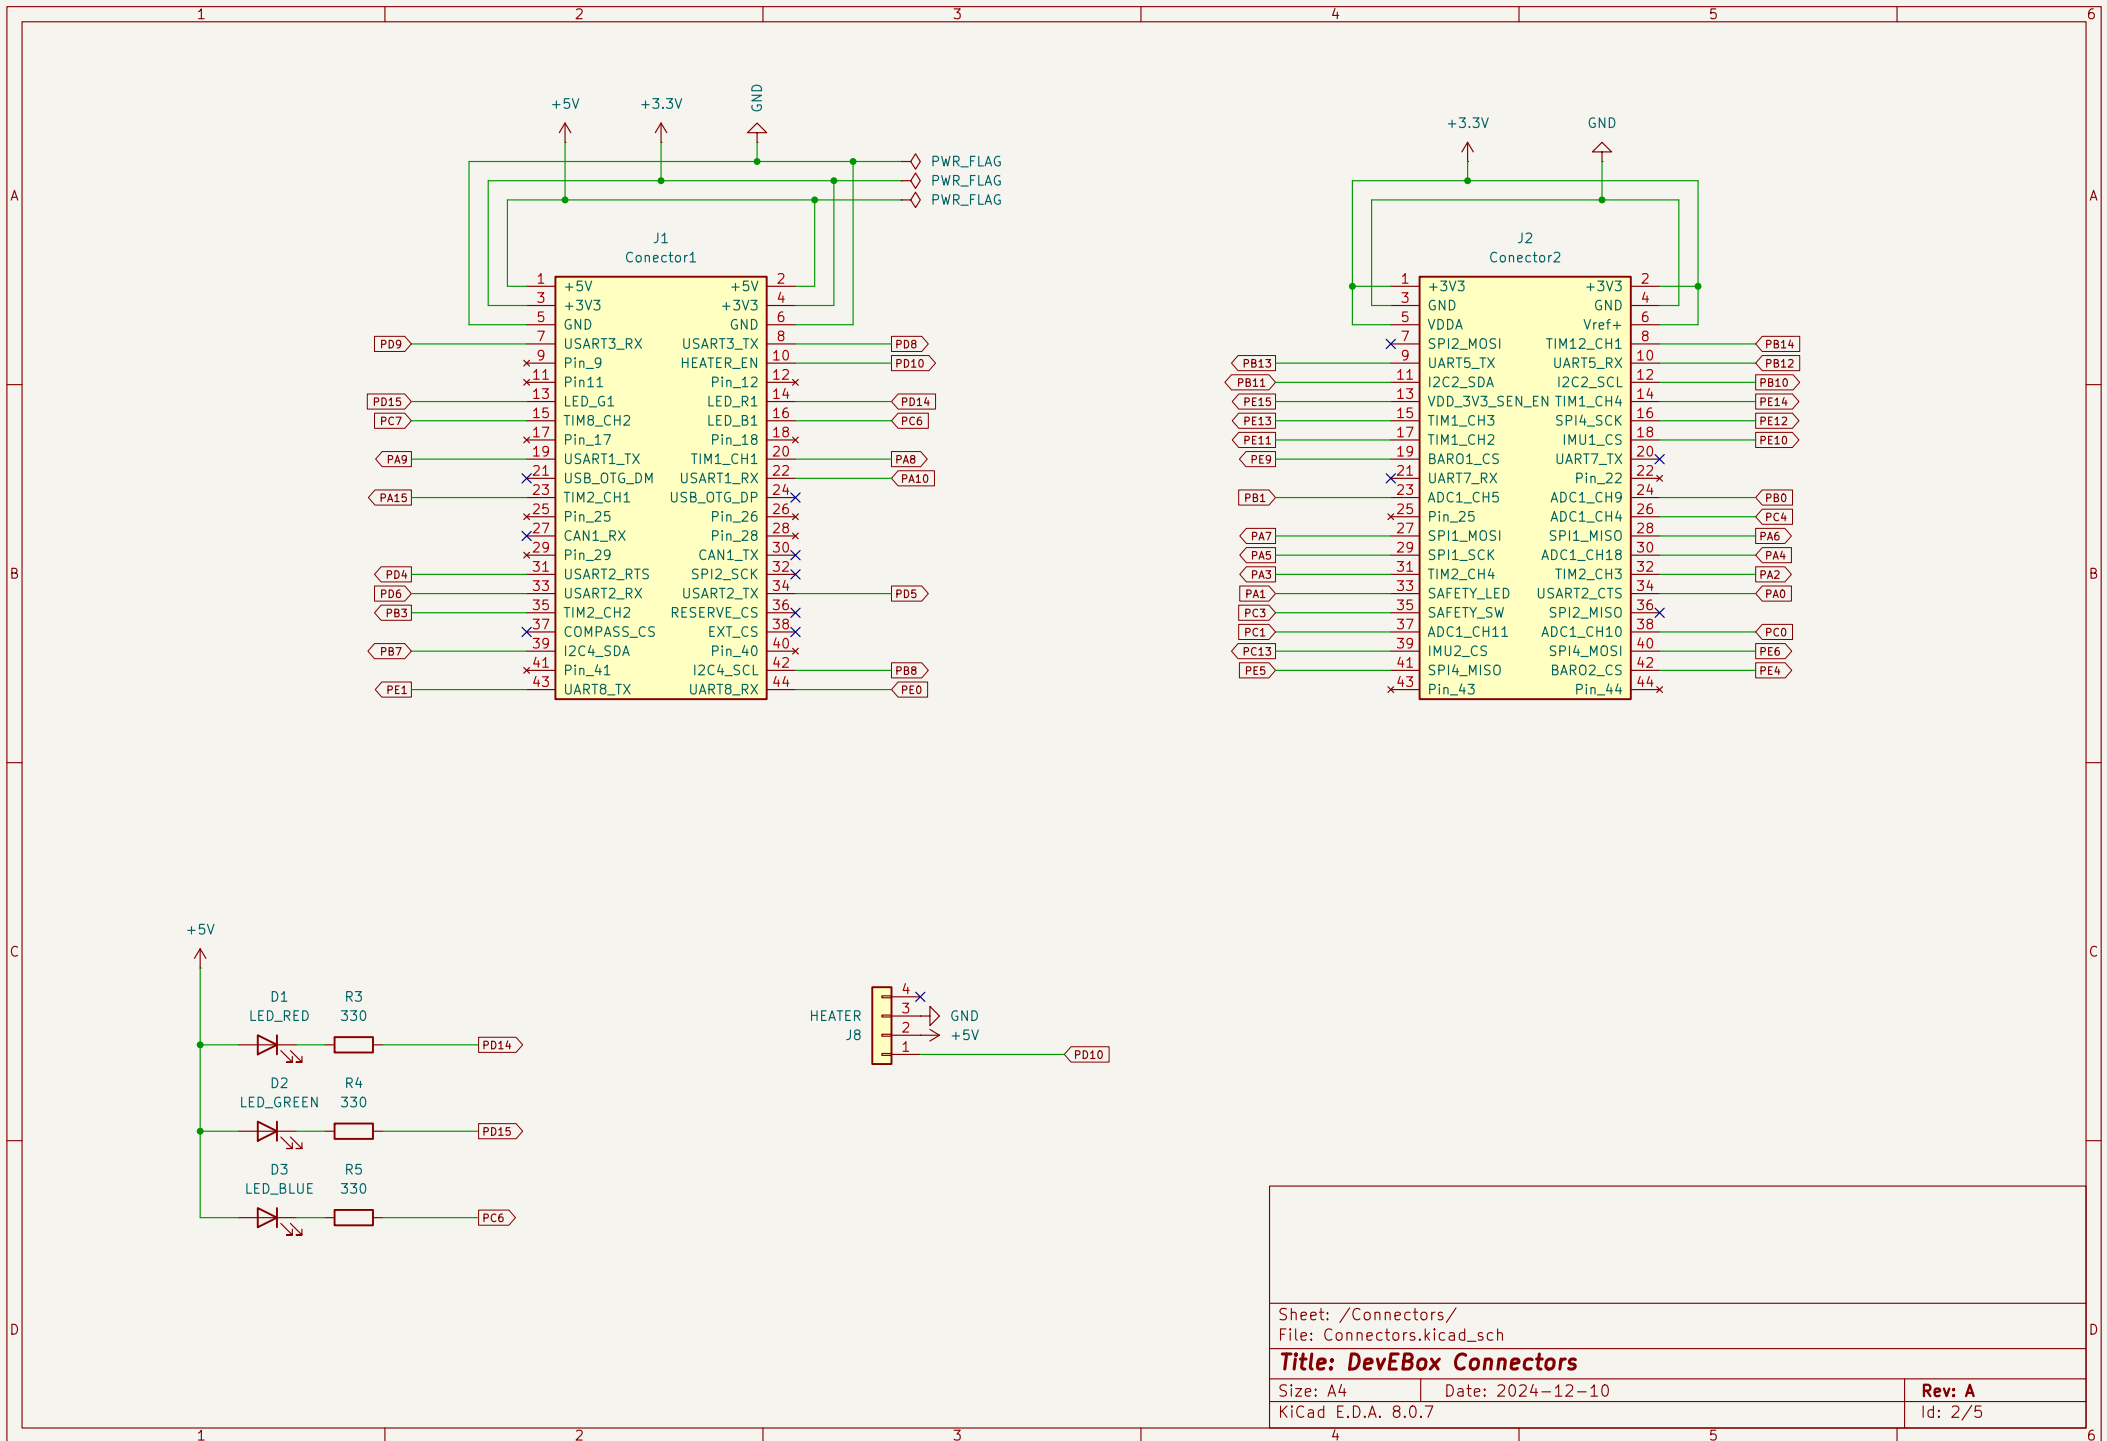 1 2 3 4 5 6
A A
B B
C C
D D
1 2 3 4 5 6
+5V
+3.3V
GND
PWR_FLAG
PWR_FLAG
PWR_FLAG
J1
Conector1
1 +5V +5V 2
3 +3V3 +3V3 4
5 GND GND 6
PD9 7 USART3_RX USART3_TX 8 PD8
9 Pin_9 HEATER_EN 10 PD10
11 Pin11 Pin_12 12
PD15 13 LED_G1 LED_R1 14 PD14
PC7 15 TIM8_CH2 LED_B1 16 PC6
17 Pin_17 Pin_18 18
PA9 19 USART1_TX TIM1_CH1 20 PA8
21 USB_OTG_DM USART1_RX 22 PA10
PA15 23 TIM2_CH1 USB_OTG_DP 24
25 Pin_25 Pin_26 26
27 CAN1_RX Pin_28 28
29 Pin_29 CAN1_TX 30
PD4 31 USART2_RTS SPI2_SCK 32
PD6 33 USART2_RX USART2_TX 34 PD5
PB3 35 TIM2_CH2 RESERVE_CS 36
37 COMPASS_CS EXT_CS 38
PB7 39 I2C4_SDA Pin_40 40
41 Pin_41 I2C4_SCL 42 PB8
PE1 43 UART8_TX UART8_RX 44 PE0
+3.3V
GND
J2
Conector2
1 +3V3 +3V3 2
3 GND GND 4
5 VDDA Vref+ 6
7 SPI2_MOSI TIM12_CH1 8 PB14
PB13 9 UART5_TX UART5_RX 10 PB12
PB11 11 I2C2_SDA I2C2_SCL 12 PB10
PE15 13 VDD_3V3_SEN_EN TIM1_CH4 14 PE14
PE13 15 TIM1_CH3 SPI4_SCK 16 PE12
PE11 17 TIM1_CH2 IMU1_CS 18 PE10
PE9 19 BARO1_CS UART7_TX 20
21 UART7_RX Pin_22 22
PB1 23 ADC1_CH5 ADC1_CH9 24 PB0
25 Pin_25 ADC1_CH4 26 PC4
PA7 27 SPI1_MOSI SPI1_MISO 28 PA6
PA5 29 SPI1_SCK ADC1_CH18 30 PA4
PA3 31 TIM2_CH4 TIM2_CH3 32 PA2
PA1 33 SAFETY_LED USART2_CTS 34 PA0
PC3 35 SAFETY_SW SPI2_MISO 36
PC1 37 ADC1_CH11 ADC1_CH10 38 PC0
PC13 39 IMU2_CS SPI4_MOSI 40 PE6
PE5 41 SPI4_MISO BARO2_CS 42 PE4
43 Pin_43 Pin_44 44
+5V
D1 R3
LED_RED 330
PD14
D2 R4
LED_GREEN 330
PD15
D3 R5
LED_BLUE 330
PC6
4
HEATER 3 GND
J8 2 +5V
1 PD10
Sheet: /Connectors/
File: Connectors.kicad_sch
Title: DevEBox Connectors
Size: A4 Date: 2024-12-10 Rev: A
KiCad E.D.A. 8.0.7 Id: 2/5